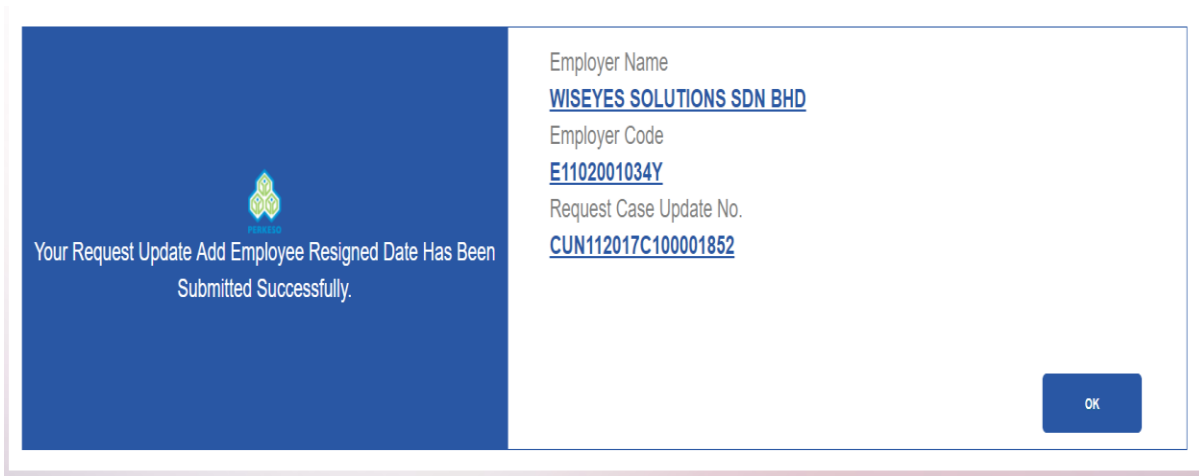 PERKESO
Your Request Update Add Employee Resigned Date Has Been
Submitted Successfully.
Employer Name
WISEYES SOLUTIONS SDN BHD
Employer Code
E1102001034Y
Request Case Update No.
CUN112017C100001852
OK